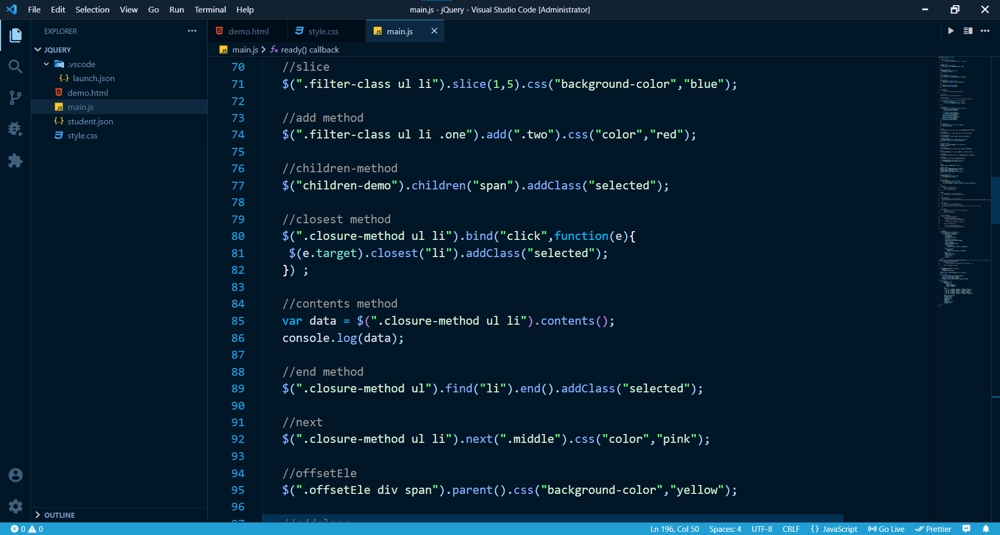 File Edit Selection View Go Run Terminal Help
main.js - jQuery - Visual Studio Code [Administrator]
EXPLORER
JQUERY
.vscode
{··} launch.json
demo.html
JS main.js
{··} student.json
style.css
OUTLINE
demo.html
style.css
JS main.js
JS main.js > ready() callback
70 //slice
71 $(".filter-class ul li").slice(1,5).css("background-color","blue");
72
73 //add method
74 $(".filter-class ul li .one").add(".two").css("color","red");
75
76 //children-method
77 $("children-demo").children("span").addClass("selected");
78
79 //closest method
80 $(".closure-method ul li").bind("click",function(e){
81 $(e.target).closest("li").addClass("selected");
82 }) ;
83
84 //contents method
85 var data = $(".closure-method ul li").contents();
86 console.log(data);
87
88 //end method
89 $(".closure-method ul").find("li").end().addClass("selected");
90
91 //next
92 $(".closure-method ul li").next(".middle").css("color","pink");
93
94 //offsetEle
95 $(".offsetEle div span").parent().css("background-color","yellow");
96
0 0
Ln 196, Col 50 Spaces: 4 UTF-8 CRLF {} JavaScript Go Live Prettier